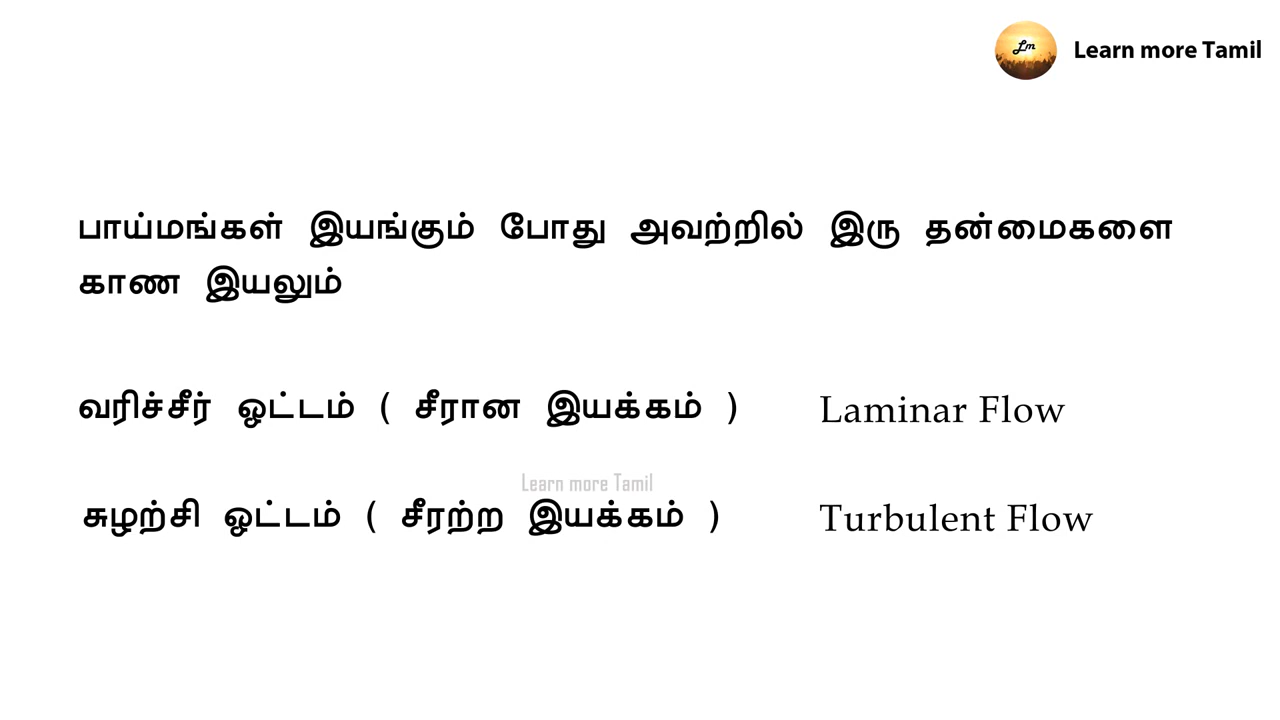 Lm
Learn more Tamil
பாய்மங்கள் இயங்கும் போது அவற்றில் இரு தன்மைகளை
காண இயலும்
வரிச்சீர் ஓட்டம் ( சீரான இயக்கம் ) Laminar Flow
Learn more Tamil
சுழற்சி ஓட்டம் ( சீரற்ற இயக்கம் ) Turbulent Flow